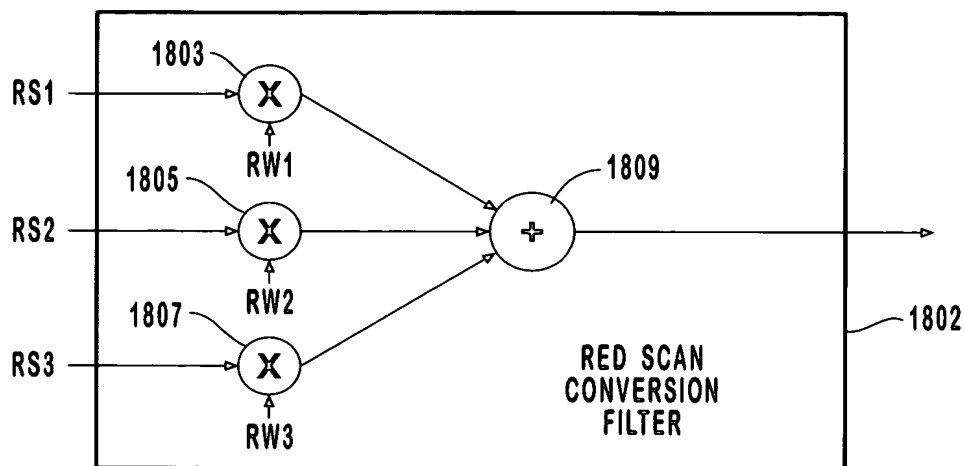 1803
RS1
X
RW1
1805
1809
RS2
X
+
RW2
1807
1802
RS3
X
RW3
RED SCAN
CONVERSION
FILTER